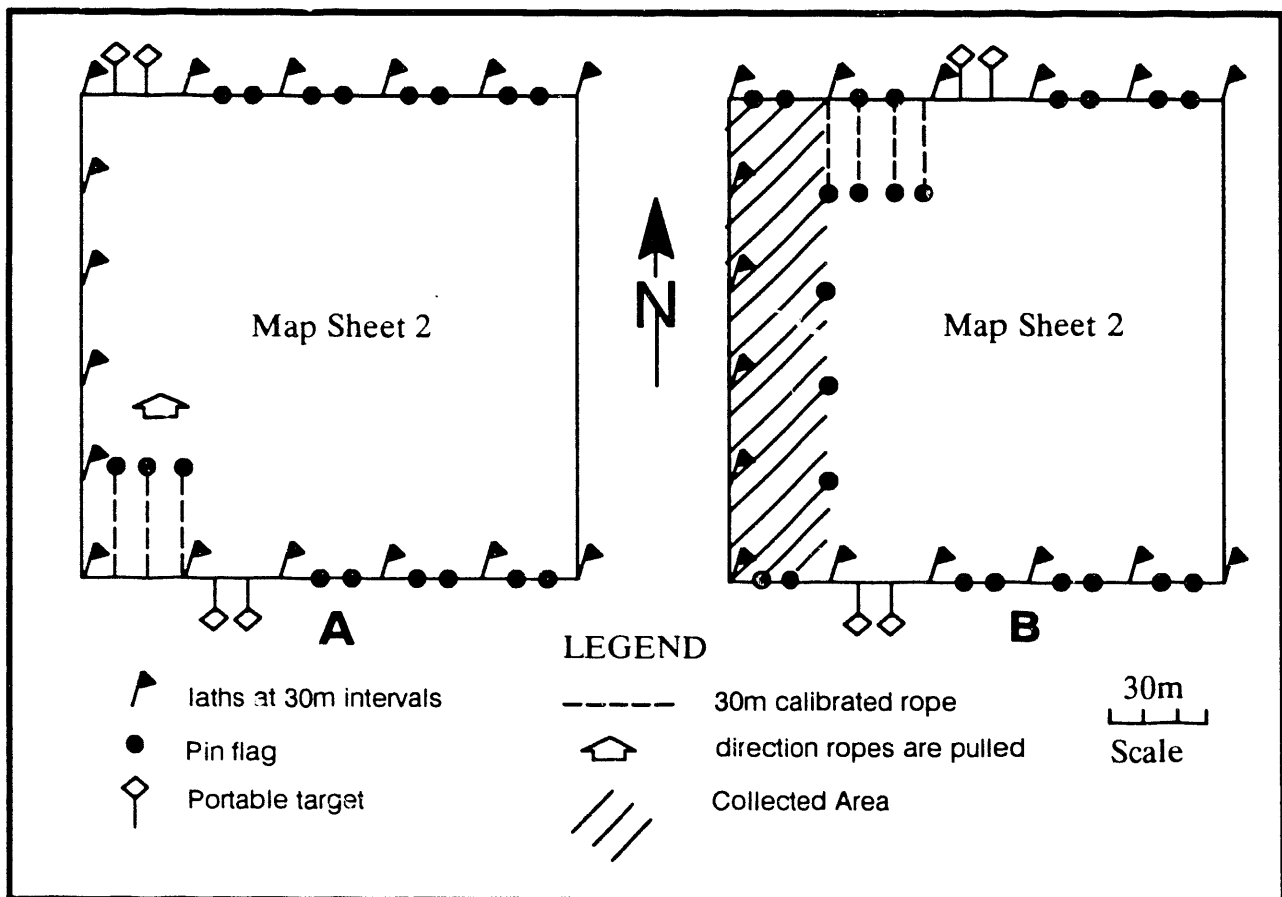 Map Sheet 2
N
Map Sheet 2
A
B
LEGEND
laths at 30m intervals
Pin flag
Portable target
30m calibrated rope
direction ropes are pulled
Collected Area
30m
Scale